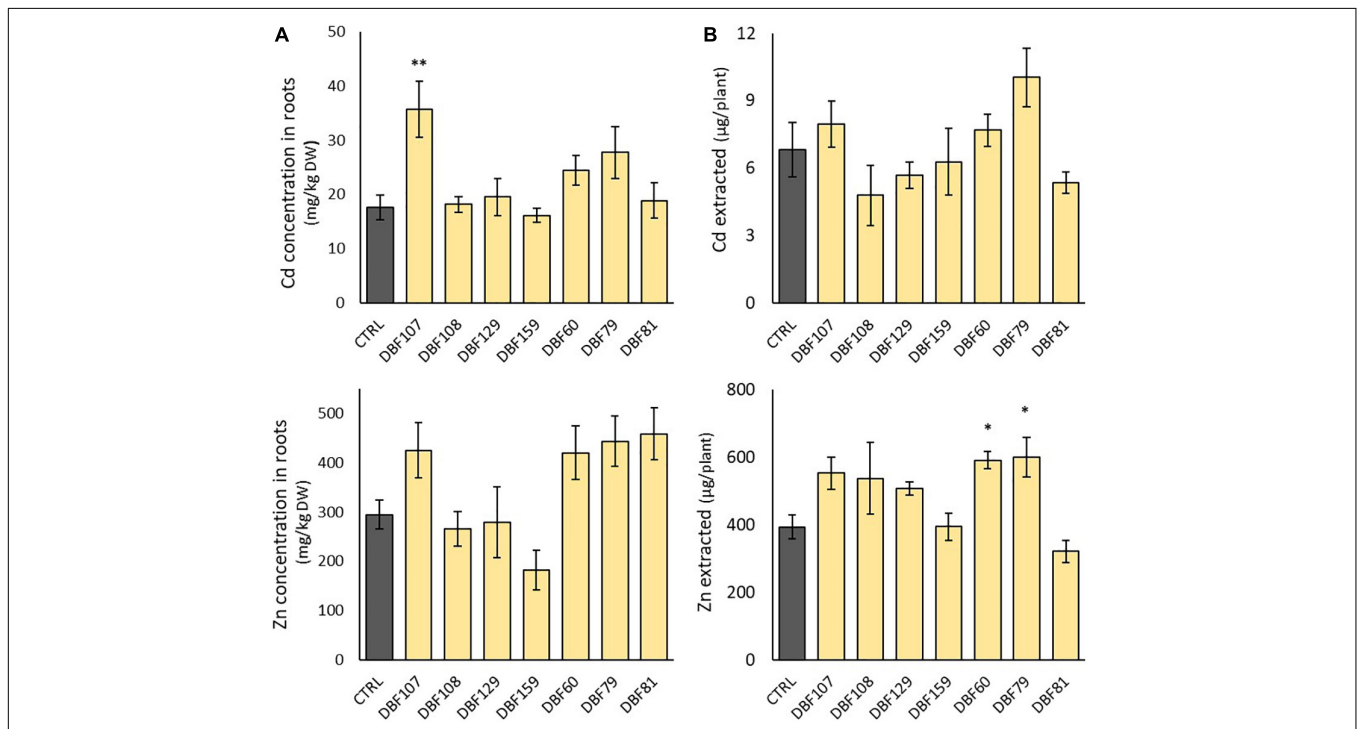 A
Cd concentration in roots
(mg/kg DW)
50
40
30
20
10
0
**
CTRL
DBF107
DBF108
DBF129
DBF159
DBF60
DBF79
DBF81
B
Cd extracted (µg/plant)
12
9
6
3
0
CTRL
DBF107
DBF108
DBF129
DBF159
DBF60
DBF79
DBF81
Zn concentration in roots
(mg/kg DW)
500
400
300
200
100
0
CTRL
DBF107
DBF108
DBF129
DBF159
DBF60
DBF79
DBF81
Zn extracted (µg/plant)
800
600
400
200
0
*
*
CTRL
DBF107
DBF108
DBF129
DBF159
DBF60
DBF79
DBF81